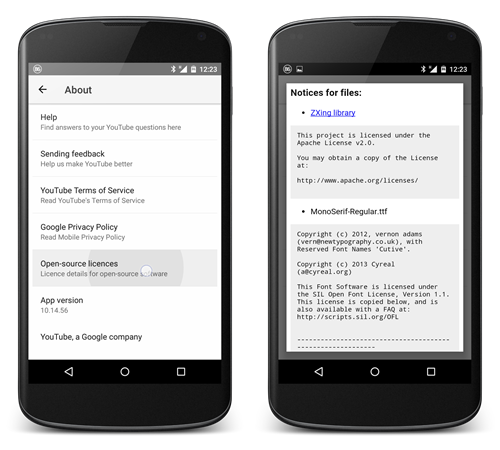 12:23
About
Help
Find answers to your YouTube questions here
Sending feedback
Help us make YouTube better
YouTube Terms of Service
Read YouTube's Terms of Service
Google Privacy Policy
Read Mobile Privacy Policy
Open-source licences
Licence details for open-source software
App version
10.14.56
YouTube, a Google company
12:23
Notices for files:
ZXing library
This project is licensed under the
Apache License v2.0.
You may obtain a copy of the License
at:
http://www.apache.org/licenses/
MonoSerif-Regular.ttf
Copyright (c) 2012, vernon adams
(vern@newtypography.co.uk), with
Reserved Font Names 'Cutive'.
Copyright (c) 2013 Cyreal
(a@cyreal.org)
This Font Software is licensed under
the SIL Open Font License, Version 1.1.
This license is copied below, and is
also available with a FAQ at:
http://scripts.sil.org/OFL